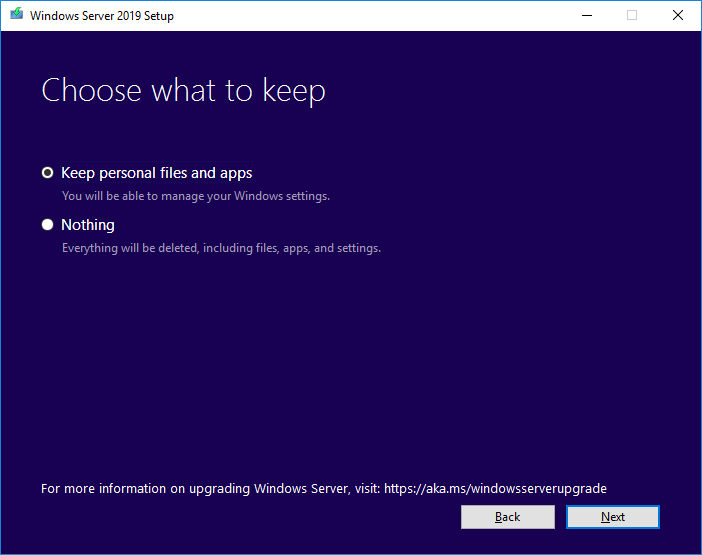 Windows Server 2019 Setup
Choose what to keep
Keep personal files and apps
You will be able to manage your Windows settings.
Nothing
Everything will be deleted, including files, apps, and settings.
For more information on upgrading Windows Server, visit: https://aka.ms/windowsserverupgrade
Back
Next